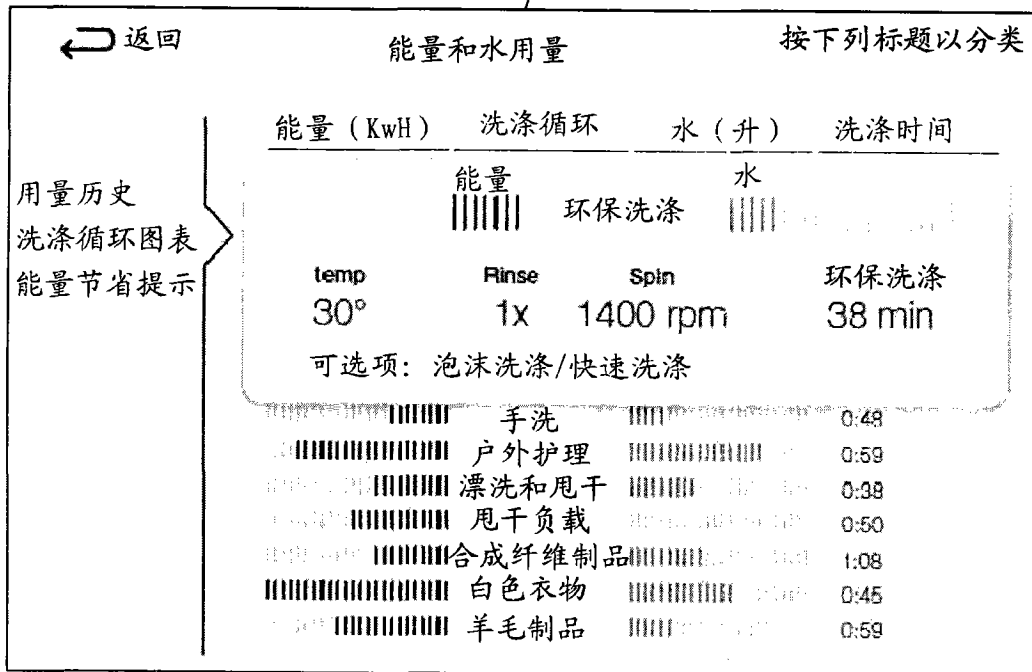 返回
能量和水用量
按下列标题以分类
用量历史
洗涤循环图表
能量节省提示
能量（KwH） 洗涤循环 水（升） 洗涤时间
能量 水
环保洗涤
temp Rinse Spin 环保洗涤
30° 1x 1400 rpm 38 min
可选项：泡沫洗涤/快速洗涤
手洗 0:48
户外护理 0:59
漂洗和甩干 0:38
甩干负载 0:50
合成纤维制品 1:08
白色衣物 0:45
羊毛制品 0:59